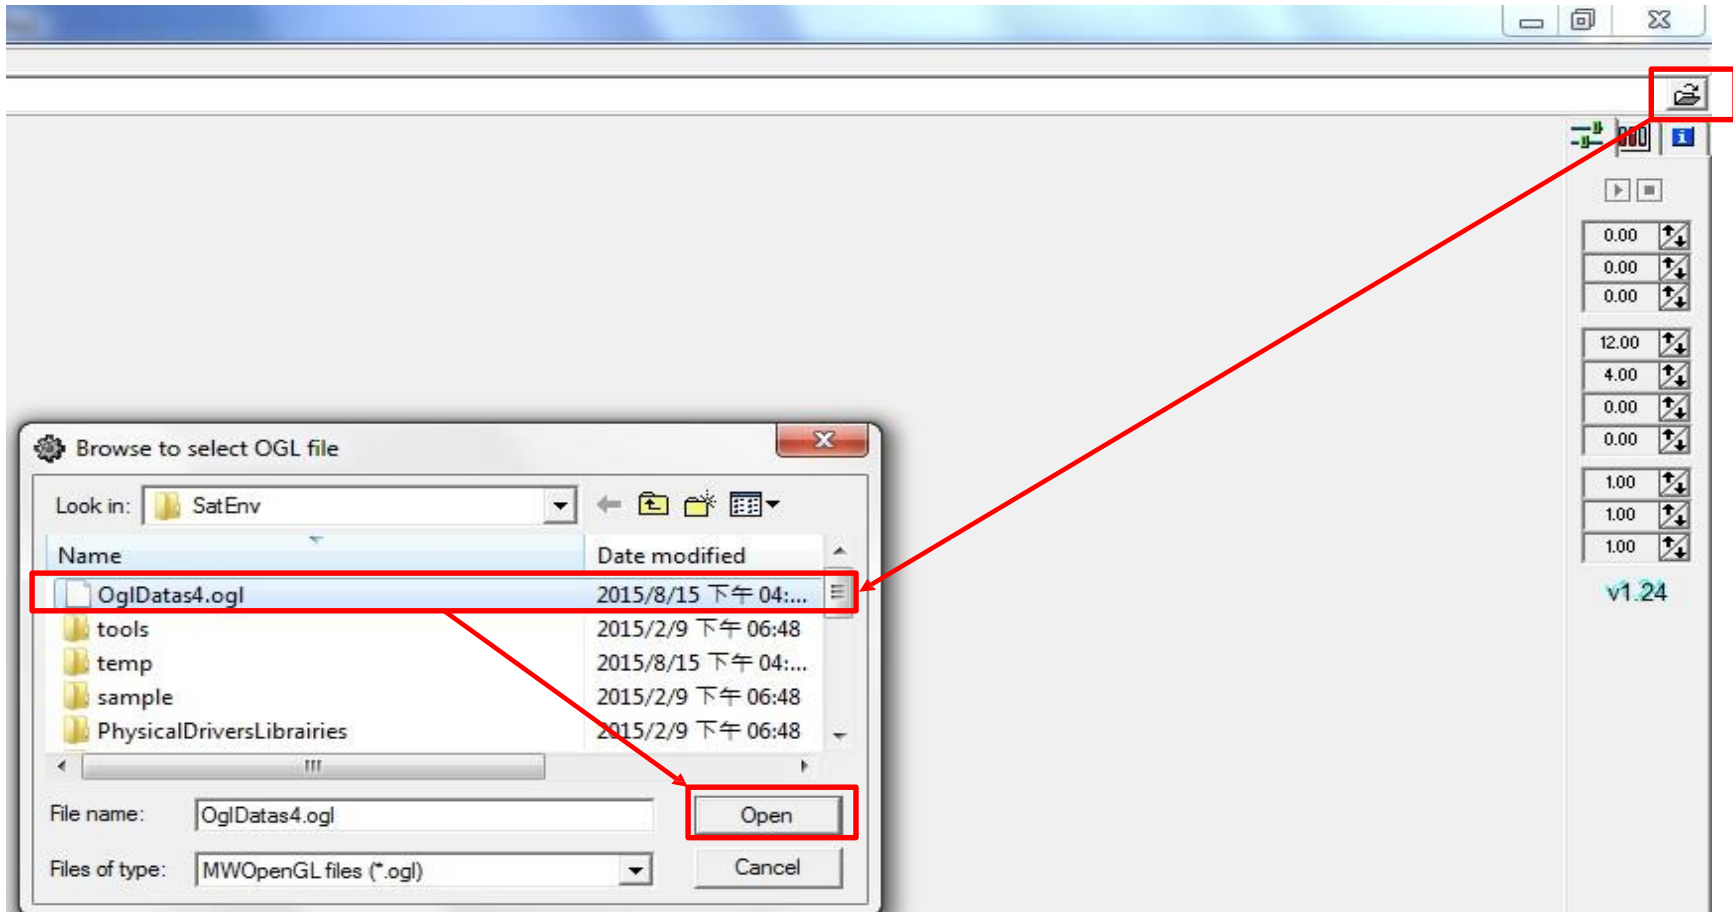 0.00
0.00
0.00
12.00
4.00
0.00
0.00
1.00
1.00
1.00
v1.24
Browse to select OGL file
Look in: SatEnv
Name Date modified
OglDatas4.ogl 2015/8/15 下午 04:...
tools 2015/2/9 下午 06:48
temp 2015/8/15 下午 04:...
sample 2015/2/9 下午 06:48
PhysicalDriversLibrairies 2015/2/9 下午 06:48
File name: OglDatas4.ogl Open
Files of type: MWOpenGL files (*.ogl) Cancel